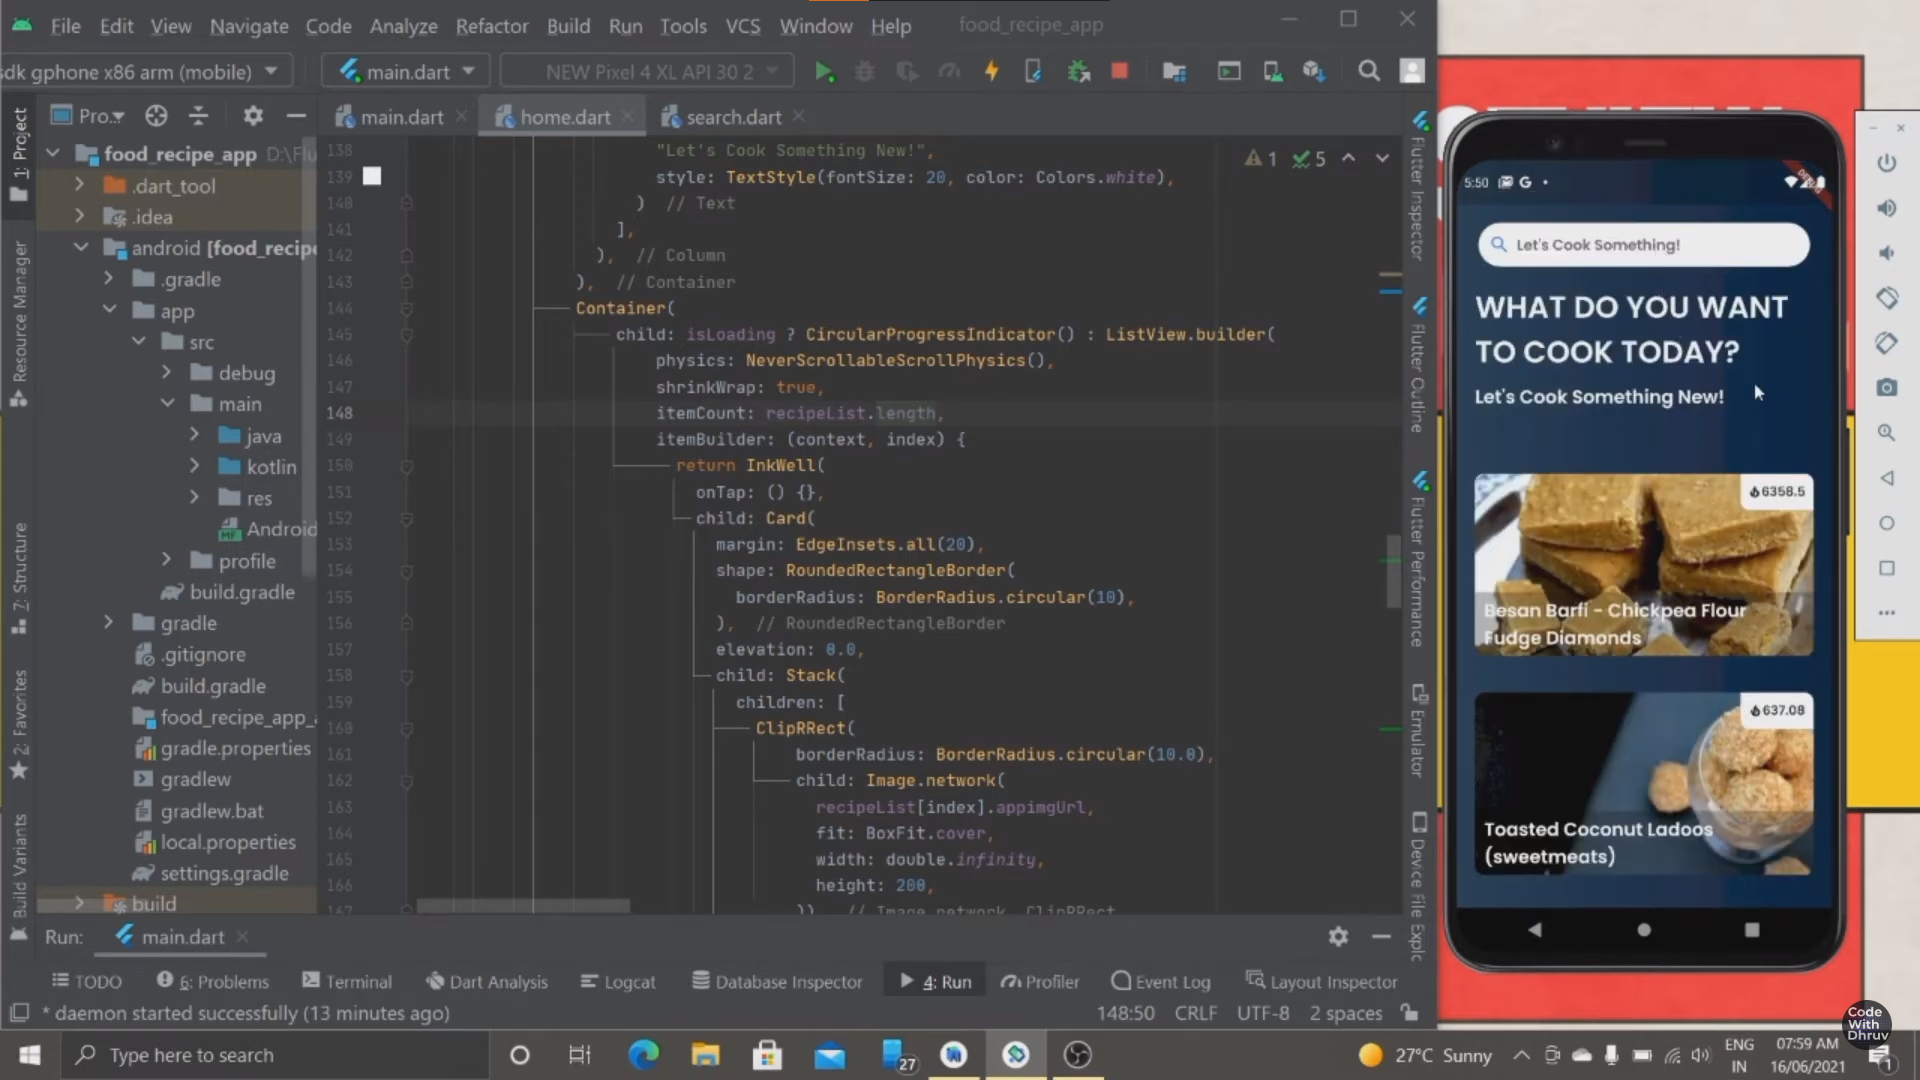 File Edit View Navigate Code Analyze Refactor Build Run Tools VCS Window Help food_recipe_app
sdk gphone x86 arm (mobile) main.dart NEW Pixel 4 XL API 30 2
Pro... main.dart home.dart search.dart
1: Project
Resource Manager
7: Structure
2: Favorites
Build Variants
food_recipe_app D:\Flu
.dart_tool
.idea
android [food_recipe
.gradle
app
src
debug
main
java
kotlin
res
Android
profile
build.gradle
gradle
.gitignore
build.gradle
food_recipe_app_a
gradle.properties
gradlew
gradlew.bat
local.properties
settings.gradle
build
1 5
138 "Let's Cook Something New!",
139 style: TextStyle(fontSize: 20, color: Colors.white),
140 ) // Text
141 ],
142 ), // Column
143 ), // Container
144 Container(
145 child: isLoading ? CircularProgressIndicator() : ListView.builder(
146 physics: NeverScrollableScrollPhysics(),
147 shrinkWrap: true,
148 itemCount: recipeList.length,
149 itemBuilder: (context, index) {
150 return InkWell(
151 onTap: () {},
152 child: Card(
153 margin: EdgeInsets.all(20),
154 shape: RoundedRectangleBorder(
155 borderRadius: BorderRadius.circular(10),
156 ), // RoundedRectangleBorder
157 elevation: 0.0,
158 child: Stack(
159 children: [
160 ClipRRect(
161 borderRadius: BorderRadius.circular(10.0),
162 child: Image.network(
163 recipeList[index].appimgUrl,
164 fit: BoxFit.cover,
165 width: double.infinity,
166 height: 200,
167 )) // Image.network, ClipRRect
Flutter Inspector
Flutter Outline
Flutter Performance
Emulator
Device File Explo
5:50 G
DEBUG
Let's Cook Something!
WHAT DO YOU WANT
TO COOK TODAY?
Let's Cook Something New!
6358.5
Besan Barfi - Chickpea Flour
Fudge Diamonds
637.08
Toasted Coconut Ladoos
(sweetmeats)
Run: main.dart
TODO 6: Problems Terminal Dart Analysis Logcat Database Inspector 4: Run Profiler Event Log Layout Inspector
* daemon started successfully (13 minutes ago) 148:50 CRLF UTF-8 2 spaces
Code
With
Dhruv
Type here to search 27 27°C Sunny ENG
IN
07:59 AM
16/06/2021
1